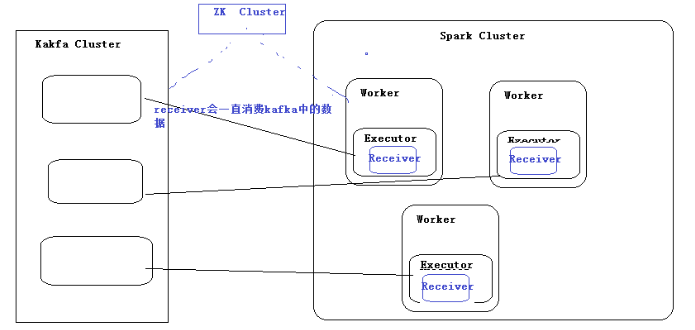 ZK Cluster
Kakfa Cluster
Spark Cluster
receiver会一直消费kafka中的数
据
Worker
Executor
Receiver
Worker
Executor
Receiver
Worker
Executor
Receiver